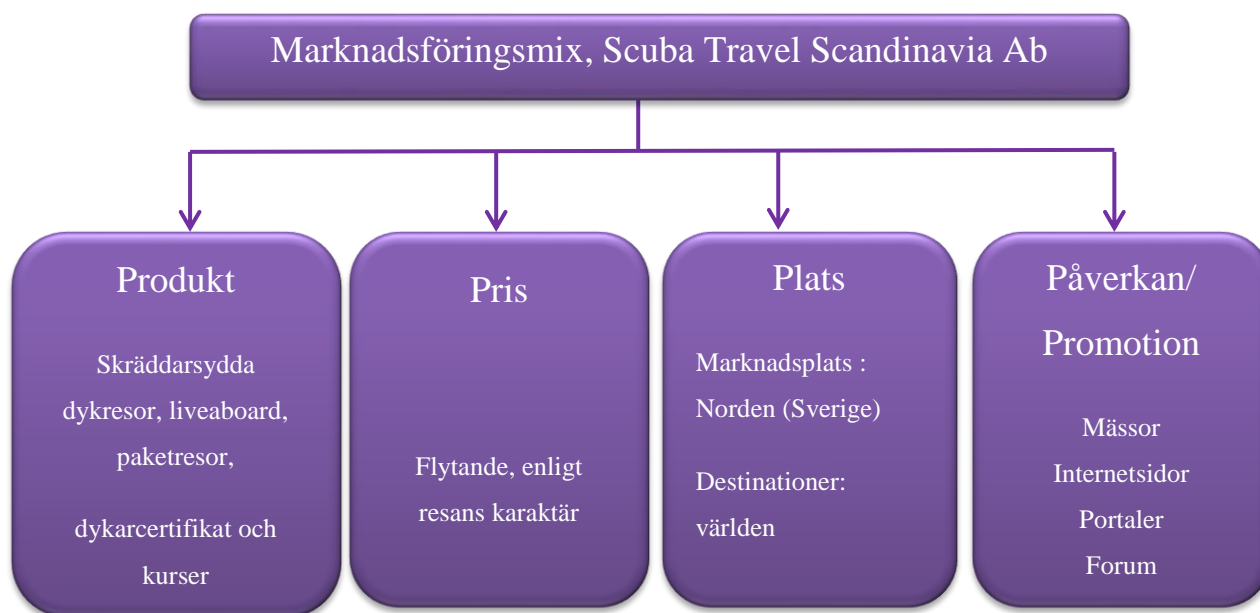 Marknadsföringsmix, Scuba Travel Scandinavia Ab
Produkt
Skräddarsydda
dykresor, liveaboard,
paketresor,
dykarcertifikat och
kurser
Pris
Flytande, enligt
resans karaktär
Plats
Marknadsplats :
Norden (Sverige)
Destinationer:
världen
Påverkan/
Promotion
Mässor
Internetsidor
Portaler
Forum